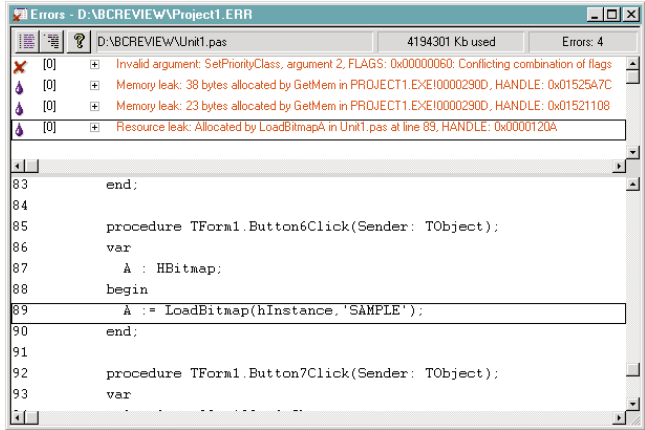 Errors - D:\BCREVIEW\Project1.ERR
D:\BCREVIEW\Unit1.pas 4194301 Kb used Errors: 4
[0] Invalid argument: SetPriorityClass, argument 2, FLAGS: 0x00000060: Conflicting combination of flags
[0] Memory leak: 38 bytes allocated by GetMem in PROJECT1.EXE!0000290D, HANDLE: 0x01525A7C
[0] Memory leak: 23 bytes allocated by GetMem in PROJECT1.EXE!0000290D, HANDLE: 0x01521108
[0] Resource leak: Allocated by LoadBitmapA in Unit1.pas at line 89, HANDLE: 0x0000120A
83 end;
84
85 procedure TForm1.Button6Click(Sender: TObject);
86 var
87 A : HBitmap;
88 begin
89 A := LoadBitmap(hInstance,'SAMPLE');
90 end;
91
92 procedure TForm1.Button7Click(Sender: TObject);
93 var